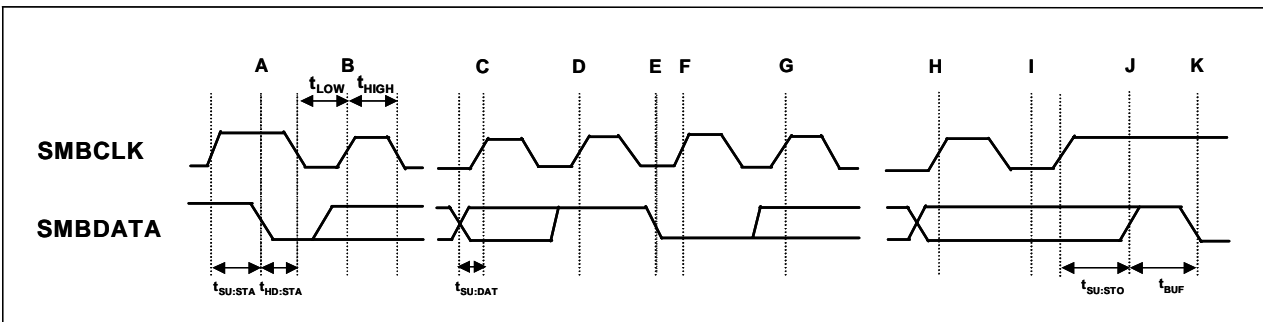 A B C D E F G H I J K
tLOW tHIGH
SMBCLK
SMBDATA
tSU:STA tHD:STA tSU:DAT tSU:STO tBUF